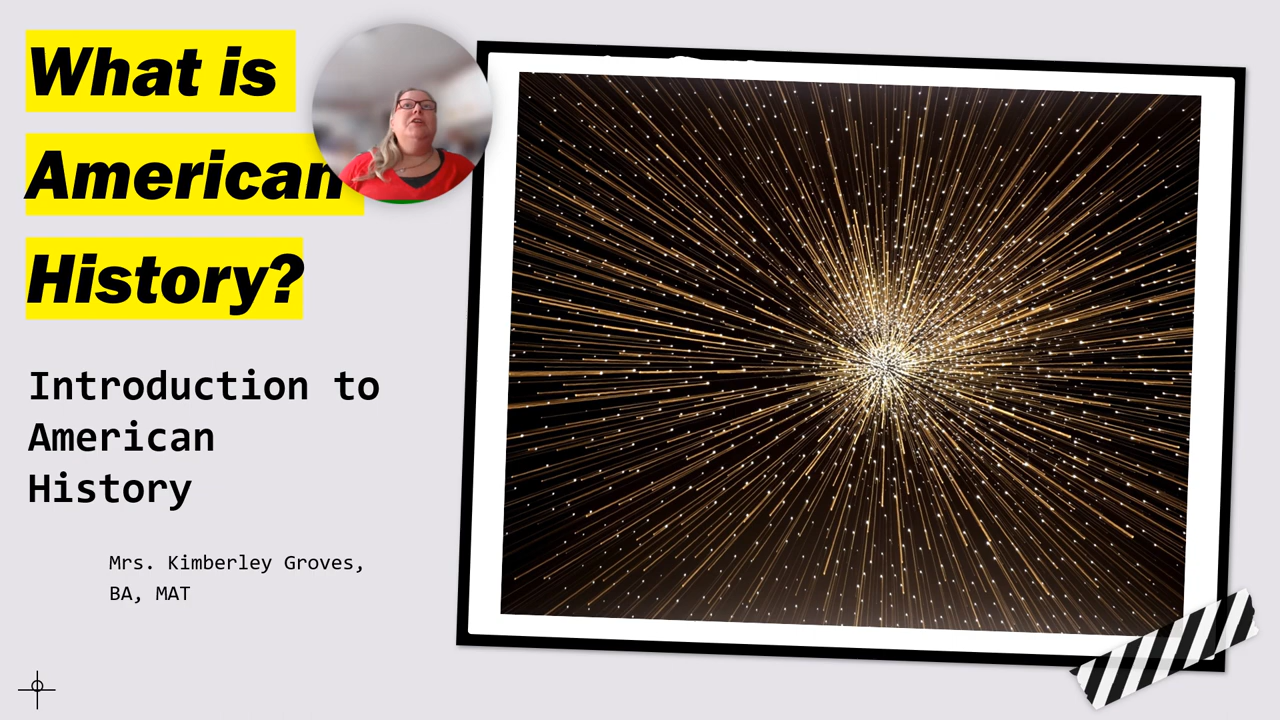 What is
American
History?
Introduction to
American
History
Mrs. Kimberley Groves,
BA, MAT